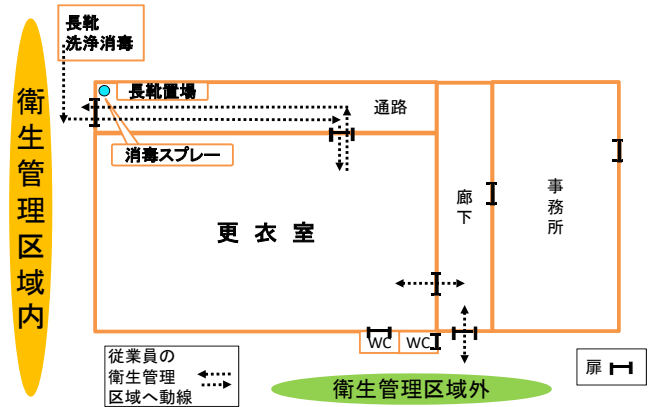 長靴
洗浄消毒
衛生管理区域内
長靴置場
通路
消毒スプレー
更衣室
廊下
事務所
WC
WC
従業員の
衛生管理
区域へ動線
衛生管理区域外
扉